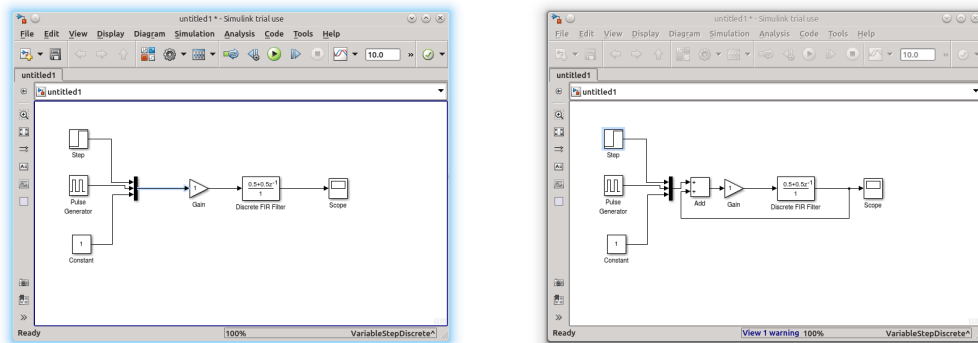 untitled1 * - Simulink trial use
File Edit View Display Diagram Simulation Analysis Code Tools Help
10.0 »
untitled1
untitled1
Step
Pulse
Generator
1
Constant
1
Gain
0.5+0.5z-1
1
Discrete FIR Filter
Scope
»
Ready 100% VariableStepDiscrete^
untitled1 * - Simulink trial use
File Edit View Display Diagram Simulation Analysis Code Tools Help
10.0 »
untitled1
untitled1
Step
Pulse
Generator
1
Constant
+
+
Add
1
Gain
0.5+0.5z-1
1
Discrete FIR Filter
Scope
»
Ready View 1 warning 100% VariableStepDiscrete^